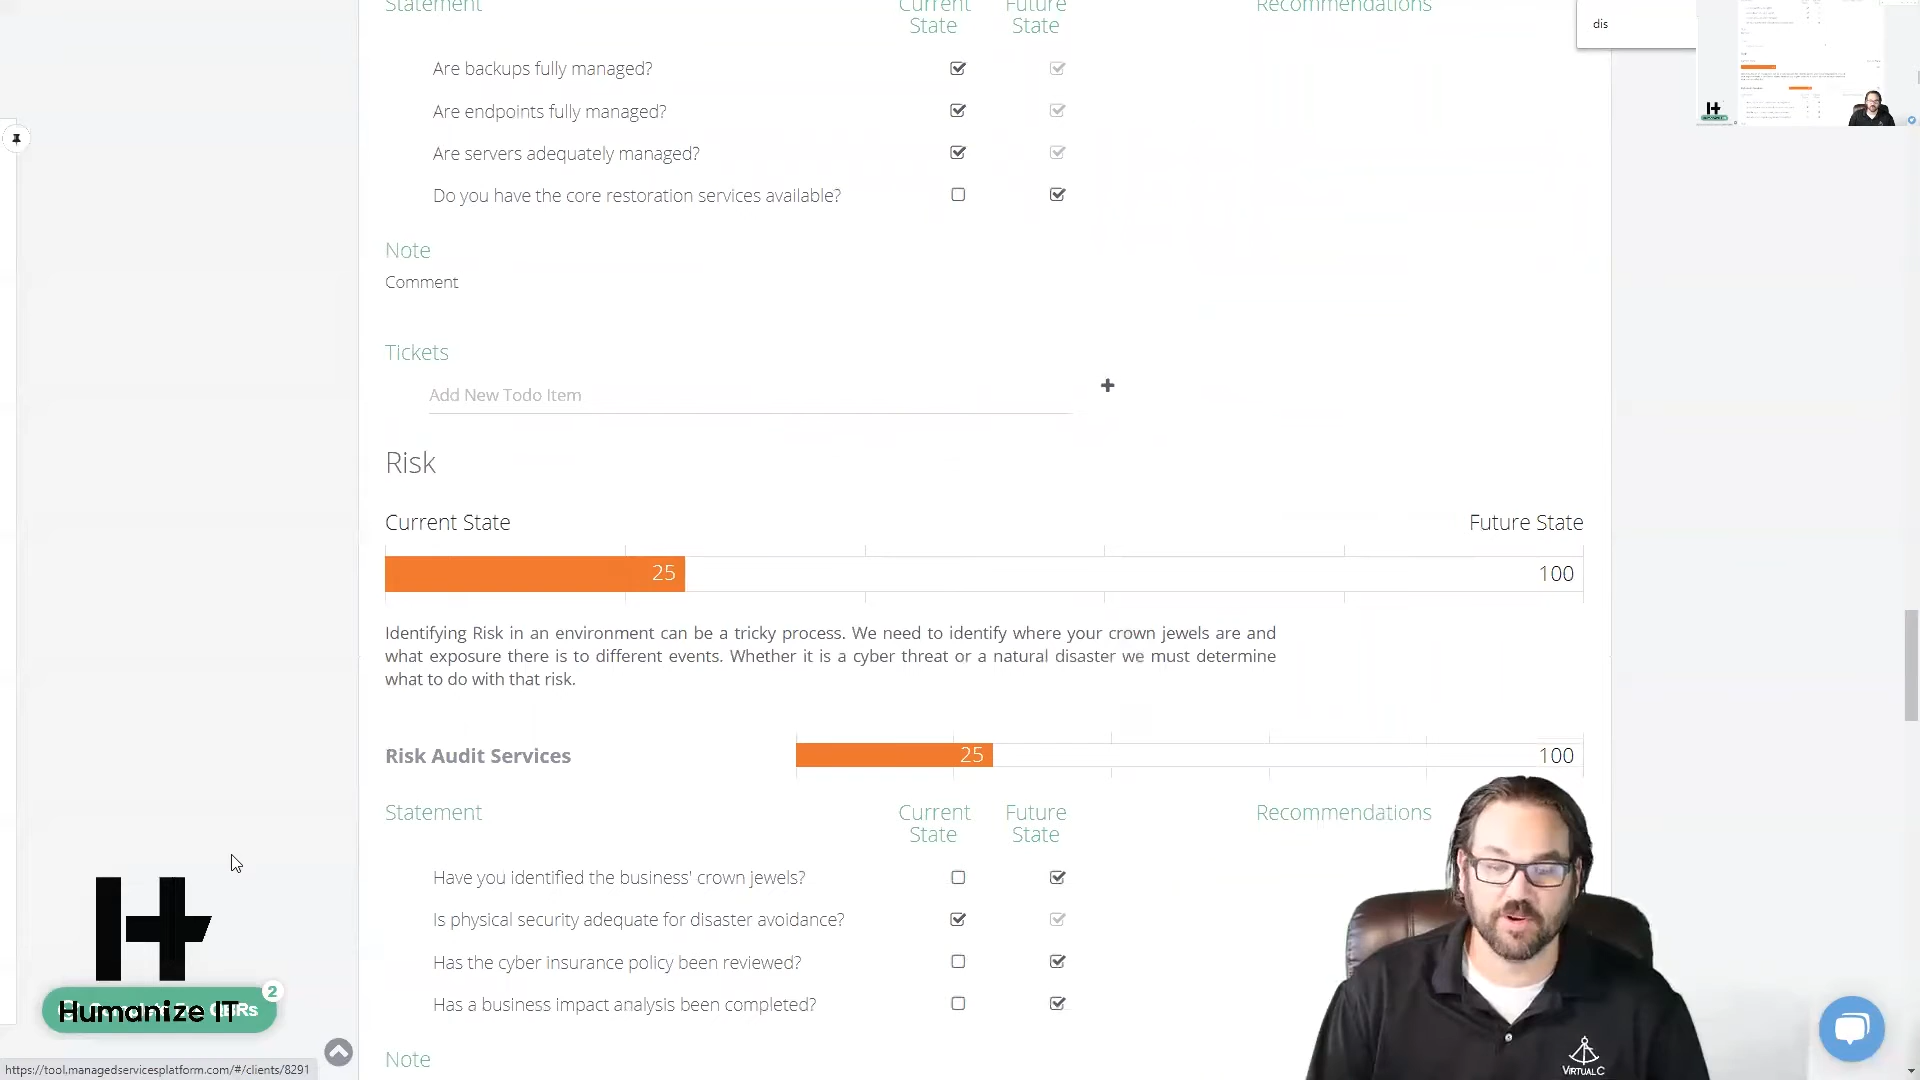 Statement
Current
State
Future
State
Recommendations
dis
Are backups fully managed?
Are endpoints fully managed?
Are servers adequately managed?
Do you have the core restoration services available?
Note
Comment
Tickets
Add New Todo Item
Risk
Current State
Future State
25
100
Identifying Risk in an environment can be a tricky process. We need to identify where your crown jewels are and
what exposure there is to different events. Whether it is a cyber threat or a natural disaster we must determine
what to do with that risk.
Risk Audit Services
25
100
Statement
Current
State
Future
State
Recommendations
Have you identified the business' crown jewels?
Is physical security adequate for disaster avoidance?
Has the cyber insurance policy been reviewed?
Has a business impact analysis been completed?
Note
2
Humanize IT
QBRs
https://tool.managedservicesplatform.com/#/clients/8291
VIRTUALC